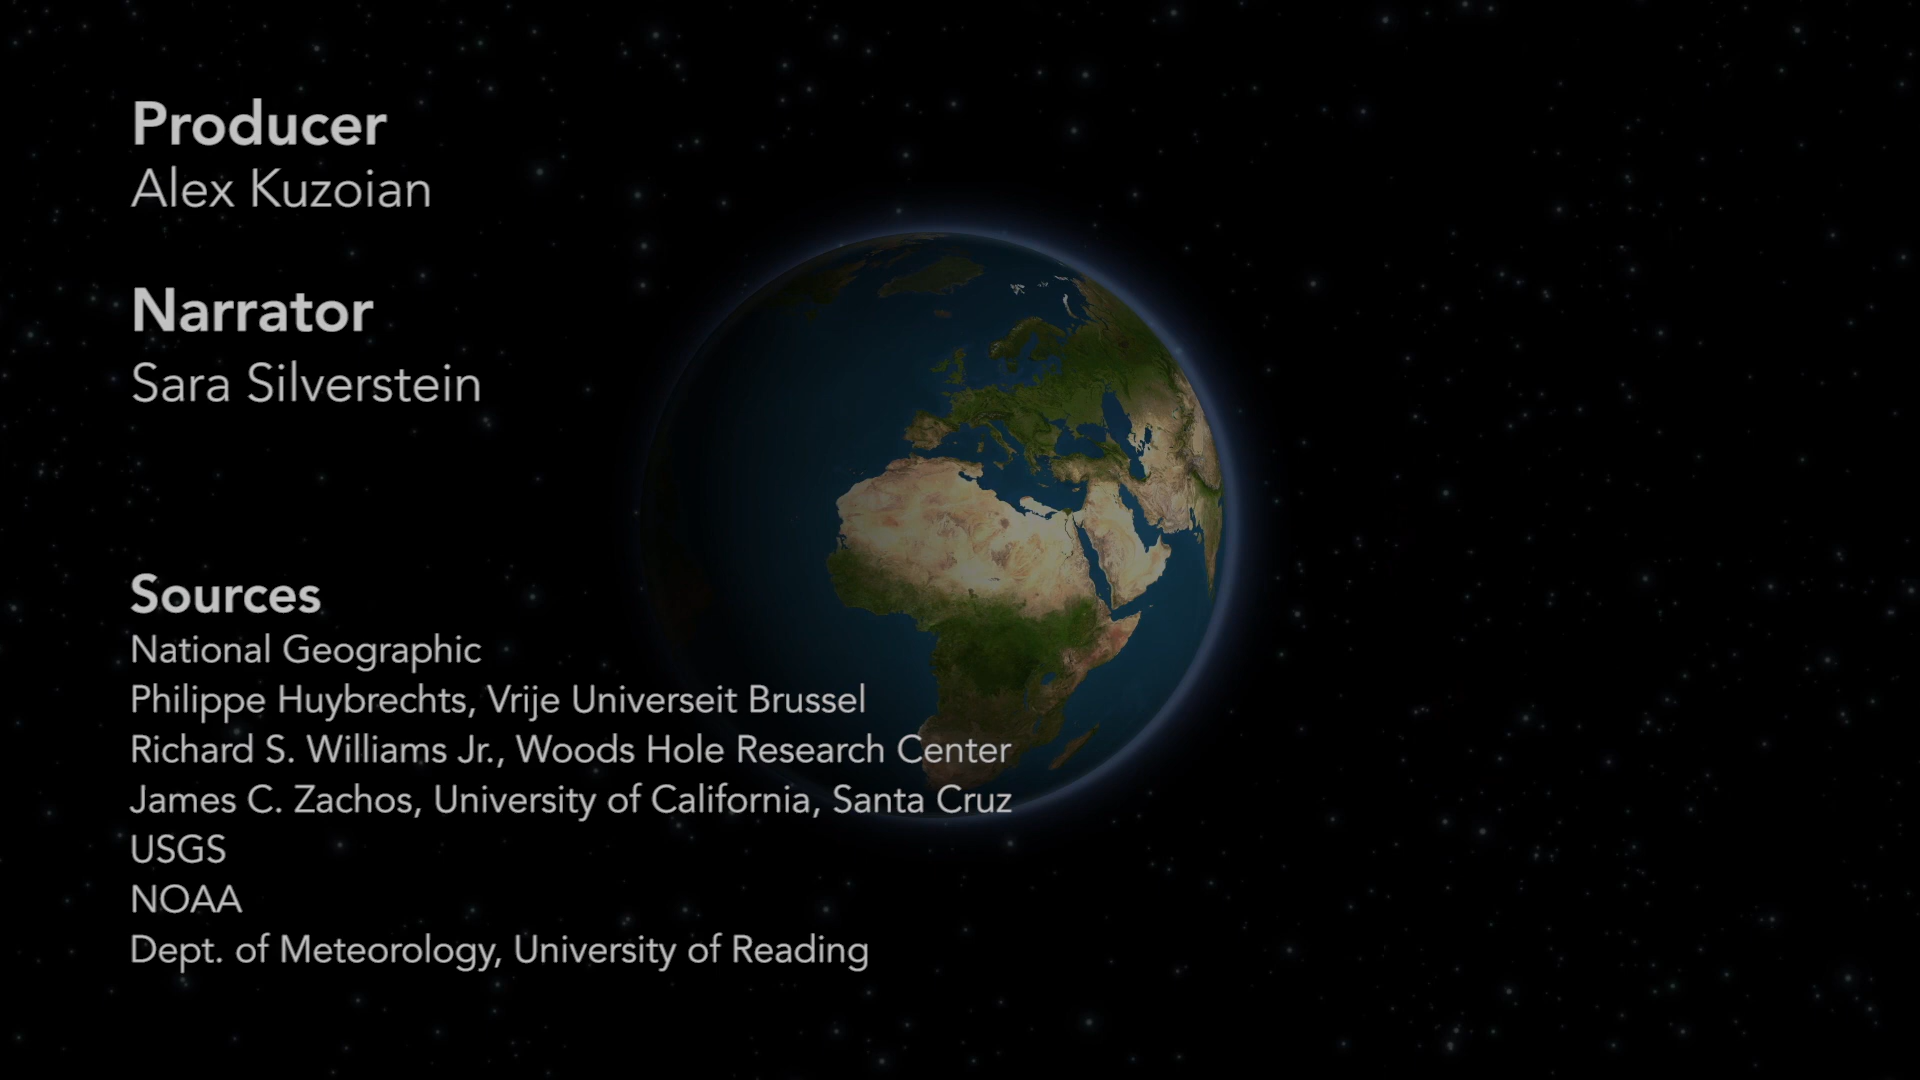 Producer
Alex Kuzoian
Narrator
Sara Silverstein
Sources
National Geographic
Philippe Huybrechts, Vrije Universeit Brussel
Richard S. Williams Jr., Woods Hole Research Center
James C. Zachos, University of California, Santa Cruz
USGS
NOAA
Dept. of Meteorology, University of Reading